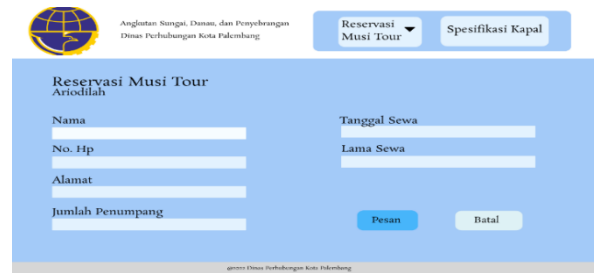 Angkutan Sungai, Danau, dan Penyebrangan
Dinas Perhubungan Kota Palembang
Reservasi
Musi Tour
Spesifikasi Kapal
Reservasi Musi Tour
Ariodilah
Nama
Tanggal Sewa
No. Hp
Lama Sewa
Alamat
Jumlah Penumpang
Pesan
Batal
Dinas Perhubungan Kota Palembang